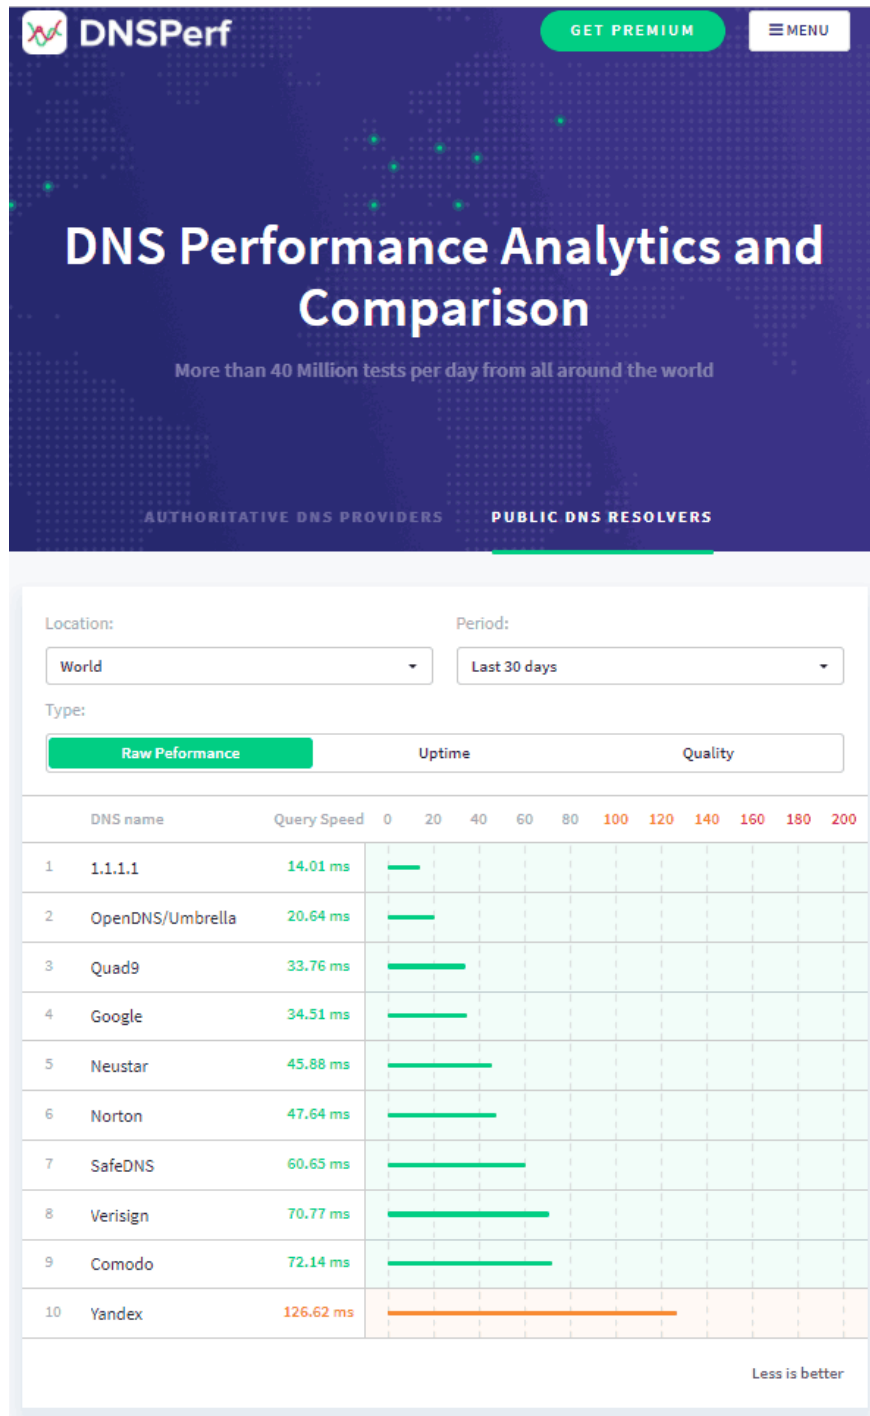 DNSPerf
GET PREMIUM
MENU
DNS Performance Analytics and
Comparison
More than 40 Million tests per day from all around the world
AUTHORITATIVE DNS PROVIDERS PUBLIC DNS RESOLVERS
Location: Period:
World Last 30 days
Type:
Raw Peformance Uptime Quality
DNS name Query Speed 0 20 40 60 80 100 120 140 160 180 200
1 1.1.1.1 14.01 ms
2 OpenDNS/Umbrella 20.64 ms
3 Quad9 33.76 ms
4 Google 34.51 ms
5 Neustar 45.88 ms
6 Norton 47.64 ms
7 SafeDNS 60.65 ms
8 Verisign 70.77 ms
9 Comodo 72.14 ms
10 Yandex 126.62 ms
Less is better